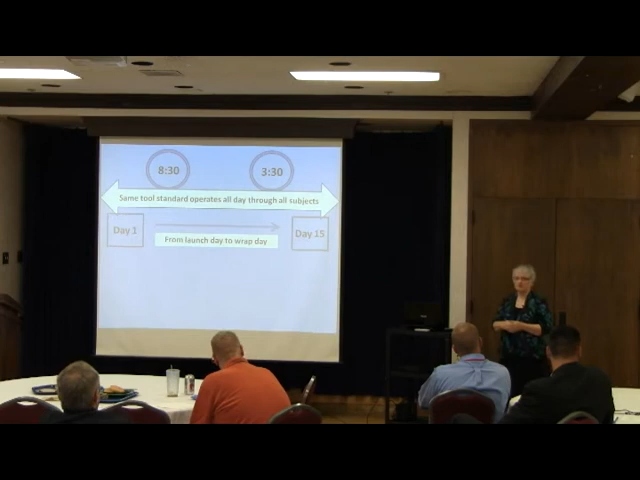 8:30 3:30
Same tool standard operates all day through all subjects
Day 1 Day 15
From launch day to wrap day